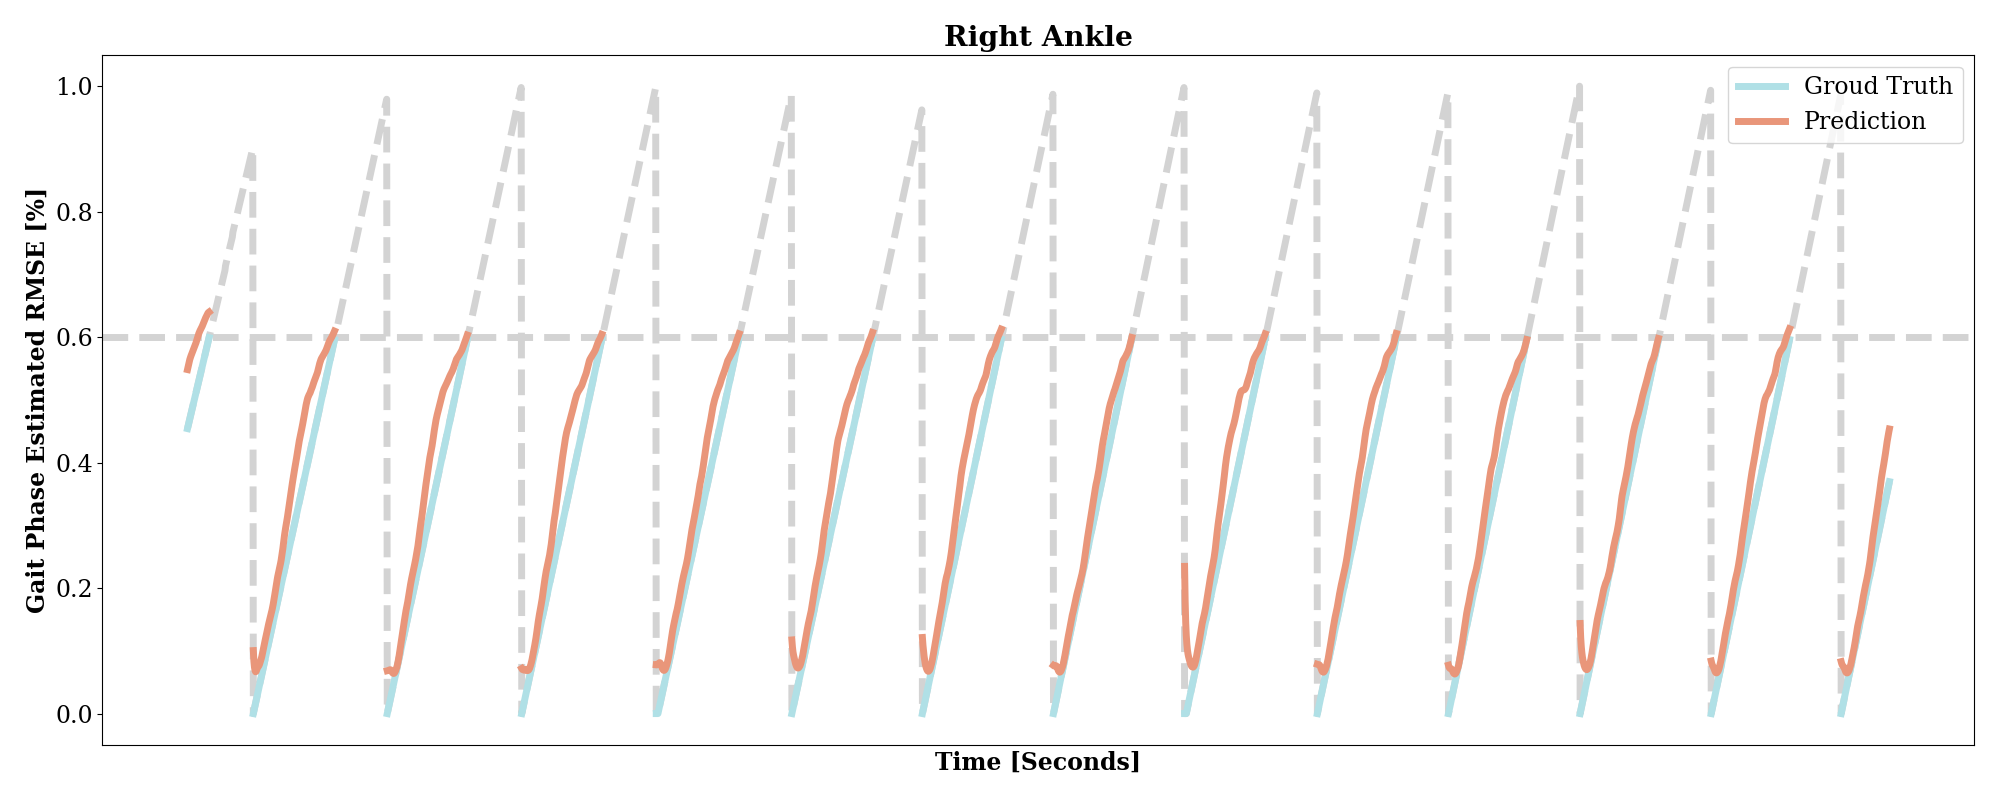 Right Ankle
Groud Truth
Prediction
Gait Phase Estimated RMSE [%]
1.0
0.8
0.6
0.4
0.2
0.0
Time [Seconds]